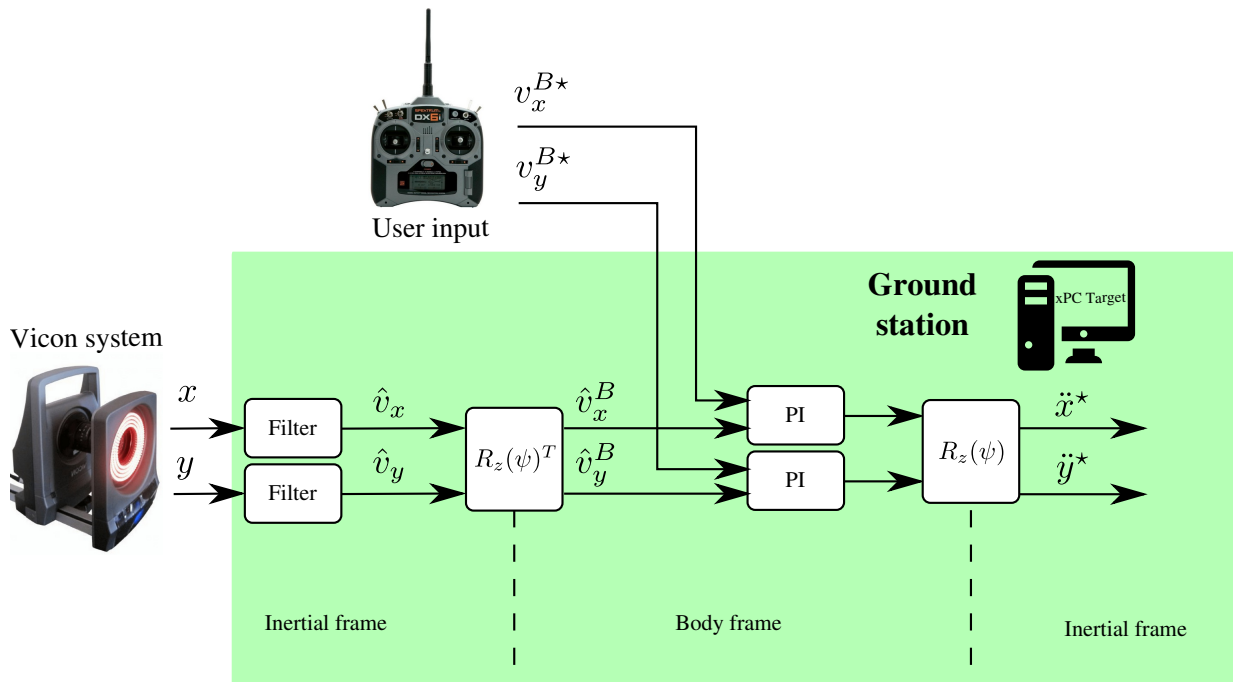 SPEKTRUM
DX6i
v_x^{B⋆}
v_y^{B⋆}
User input
Ground
station
xPC Target
Vicon system
x
y
Filter
Filter
v̂_x
v̂_y
R_z(ψ)^T
v̂_x^B
v̂_y^B
PI
PI
R_z(ψ)
ẍ^⋆
ÿ^⋆
Inertial frame
Body frame
Inertial frame